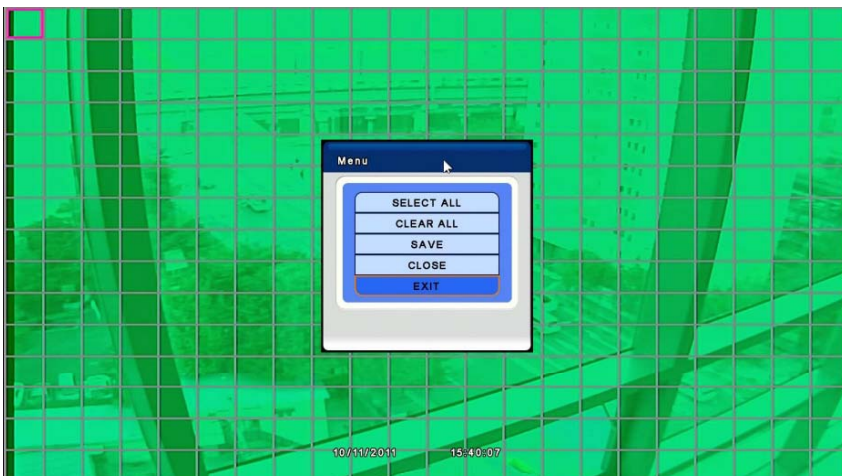 Menu
SELECT ALL
CLEAR ALL
SAVE
CLOSE
EXIT
10/11/2011 15:40:07